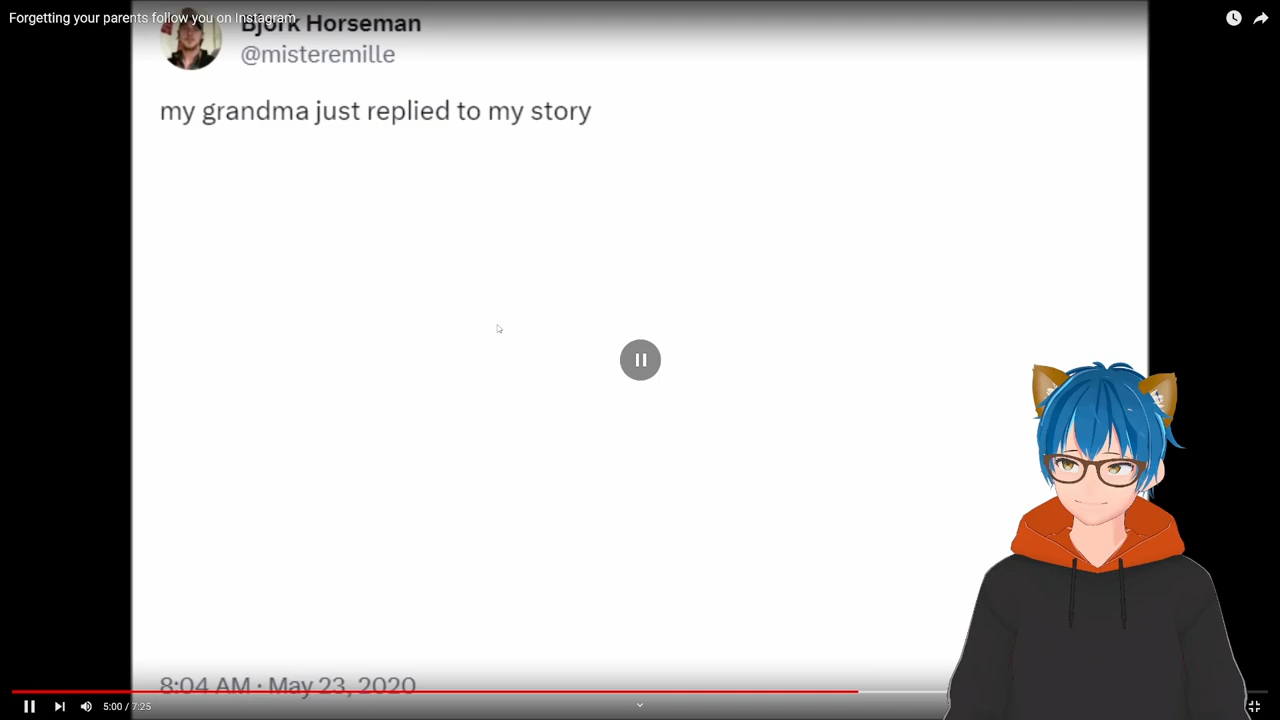 Forgetting your parents follow you on Instagram
Bjork Horseman
@misteremille
my grandma just replied to my story
8:04 AM · May 23, 2020
5:00 / 7:25